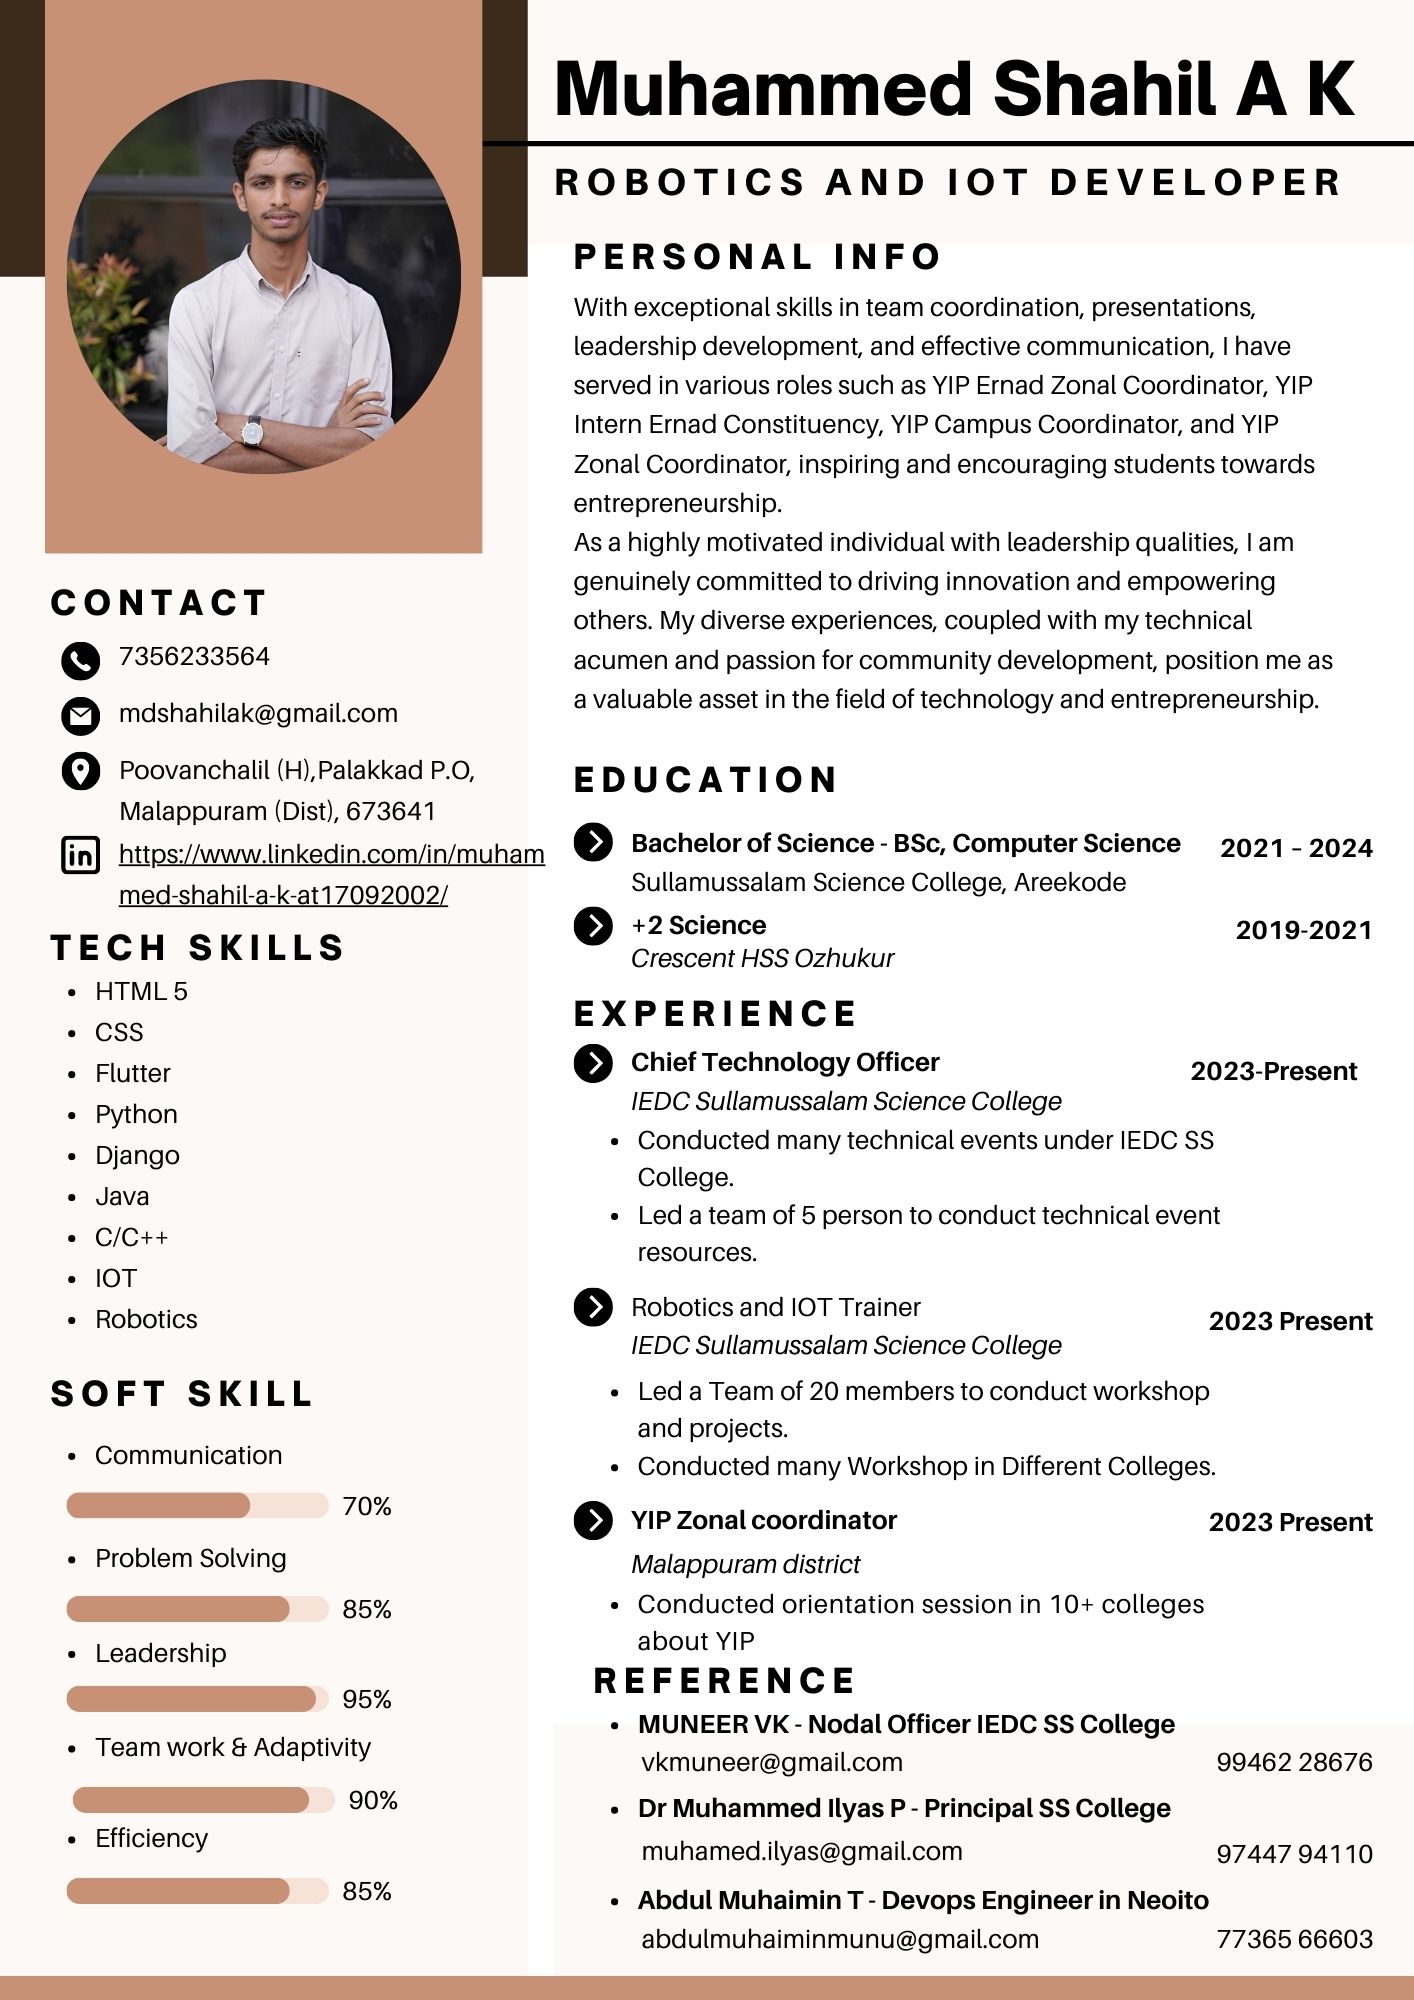 Muhammed Shahil A K
ROBOTICS AND IOT DEVELOPER
CONTACT
7356233564
mdshahilak@gmail.com
Poovanchalil (H),Palakkad P.O,
Malappuram (Dist), 673641
in
https://www.linkedin.com/in/muham
med-shahil-a-k-at17092002/
TECH SKILLS
• HTML 5
• CSS
• Flutter
• Python
• Django
• Java
• C/C++
• IOT
• Robotics
SOFT SKILL
• Communication
70%
• Problem Solving
85%
• Leadership
95%
• Team work & Adaptivity
90%
• Efficiency
85%
PERSONAL INFO
With exceptional skills in team coordination, presentations,
leadership development, and effective communication, I have
served in various roles such as YIP Ernad Zonal Coordinator, YIP
Intern Ernad Constituency, YIP Campus Coordinator, and YIP
Zonal Coordinator, inspiring and encouraging students towards
entrepreneurship.
As a highly motivated individual with leadership qualities, I am
genuinely committed to driving innovation and empowering
others. My diverse experiences, coupled with my technical
acumen and passion for community development, position me as
a valuable asset in the field of technology and entrepreneurship.
EDUCATION
Bachelor of Science - BSc, Computer Science 2021 – 2024
Sullamussalam Science College, Areekode
+2 Science 2019-2021
Crescent HSS Ozhukur
EXPERIENCE
Chief Technology Officer 2023-Present
IEDC Sullamussalam Science College
• Conducted many technical events under IEDC SS
College.
• Led a team of 5 person to conduct technical event
resources.
Robotics and IOT Trainer 2023 Present
IEDC Sullamussalam Science College
• Led a Team of 20 members to conduct workshop
and projects.
• Conducted many Workshop in Different Colleges.
YIP Zonal coordinator 2023 Present
Malappuram district
• Conducted orientation session in 10+ colleges
about YIP
REFERENCE
• MUNEER VK - Nodal Officer IEDC SS College
vkmuneer@gmail.com 99462 28676
• Dr Muhammed Ilyas P - Principal SS College
muhamed.ilyas@gmail.com 97447 94110
• Abdul Muhaimin T - Devops Engineer in Neoito
abdulmuhaiminmunu@gmail.com 77365 66603